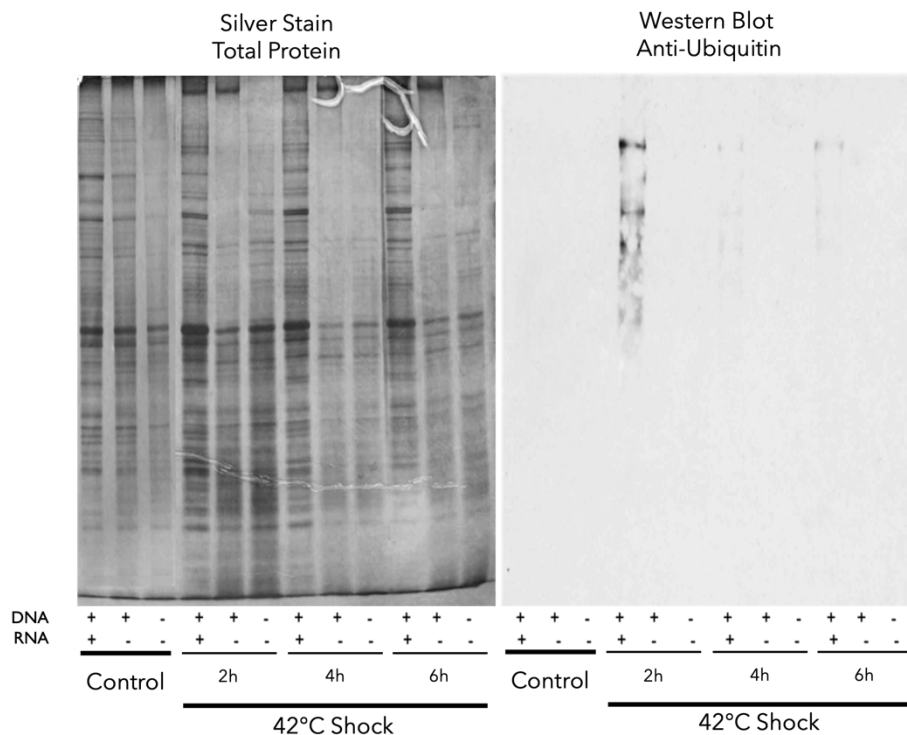 Silver Stain
Total Protein
Western Blot
Anti-Ubiquitin
DNA + + - + + - + + - + + - + + - + + - + + - + + -
RNA + - - + - - + - - + - - + - - + - - + - - + - -
Control 2h 4h 6h Control 2h 4h 6h
42°C Shock 42°C Shock